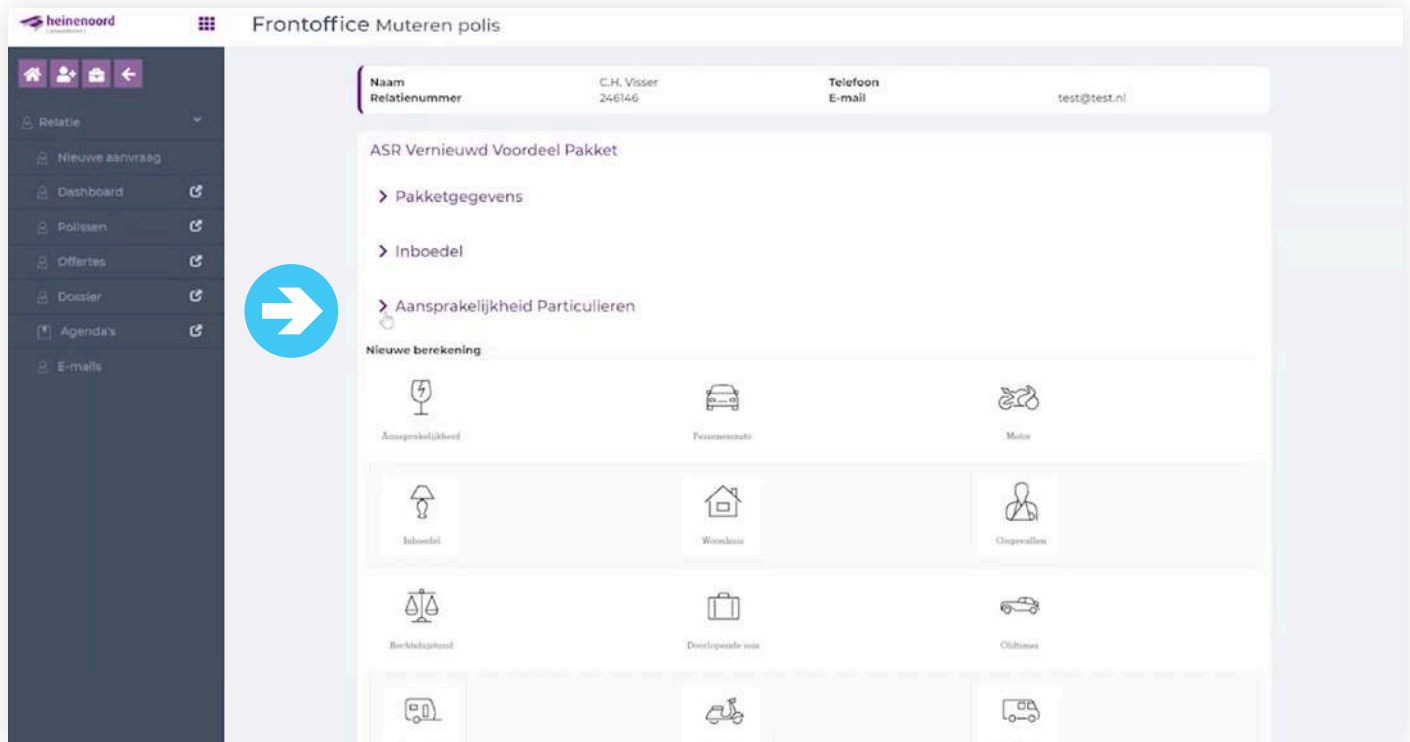 heinenoord
Frontoffice Muteren polis
Naam C.H. Visser Telefoon
Relatienummer 246146 E-mail test@test.nl
Relatie
Nieuwe aanvraag
Dashboard
Polissen
Offertes
Dossier
Agenda's
E-mails
ASR Vernieuwd Voordeel Pakket
Pakketgegevens
Inboedel
Aansprakelijkheid Particulieren
Nieuwe berekening
Aansprakelijkheid Personenauto Motor
Inboedel Woonhuis Ongevallen
Rechtsbijstand Doorlopende reis Oldtimer